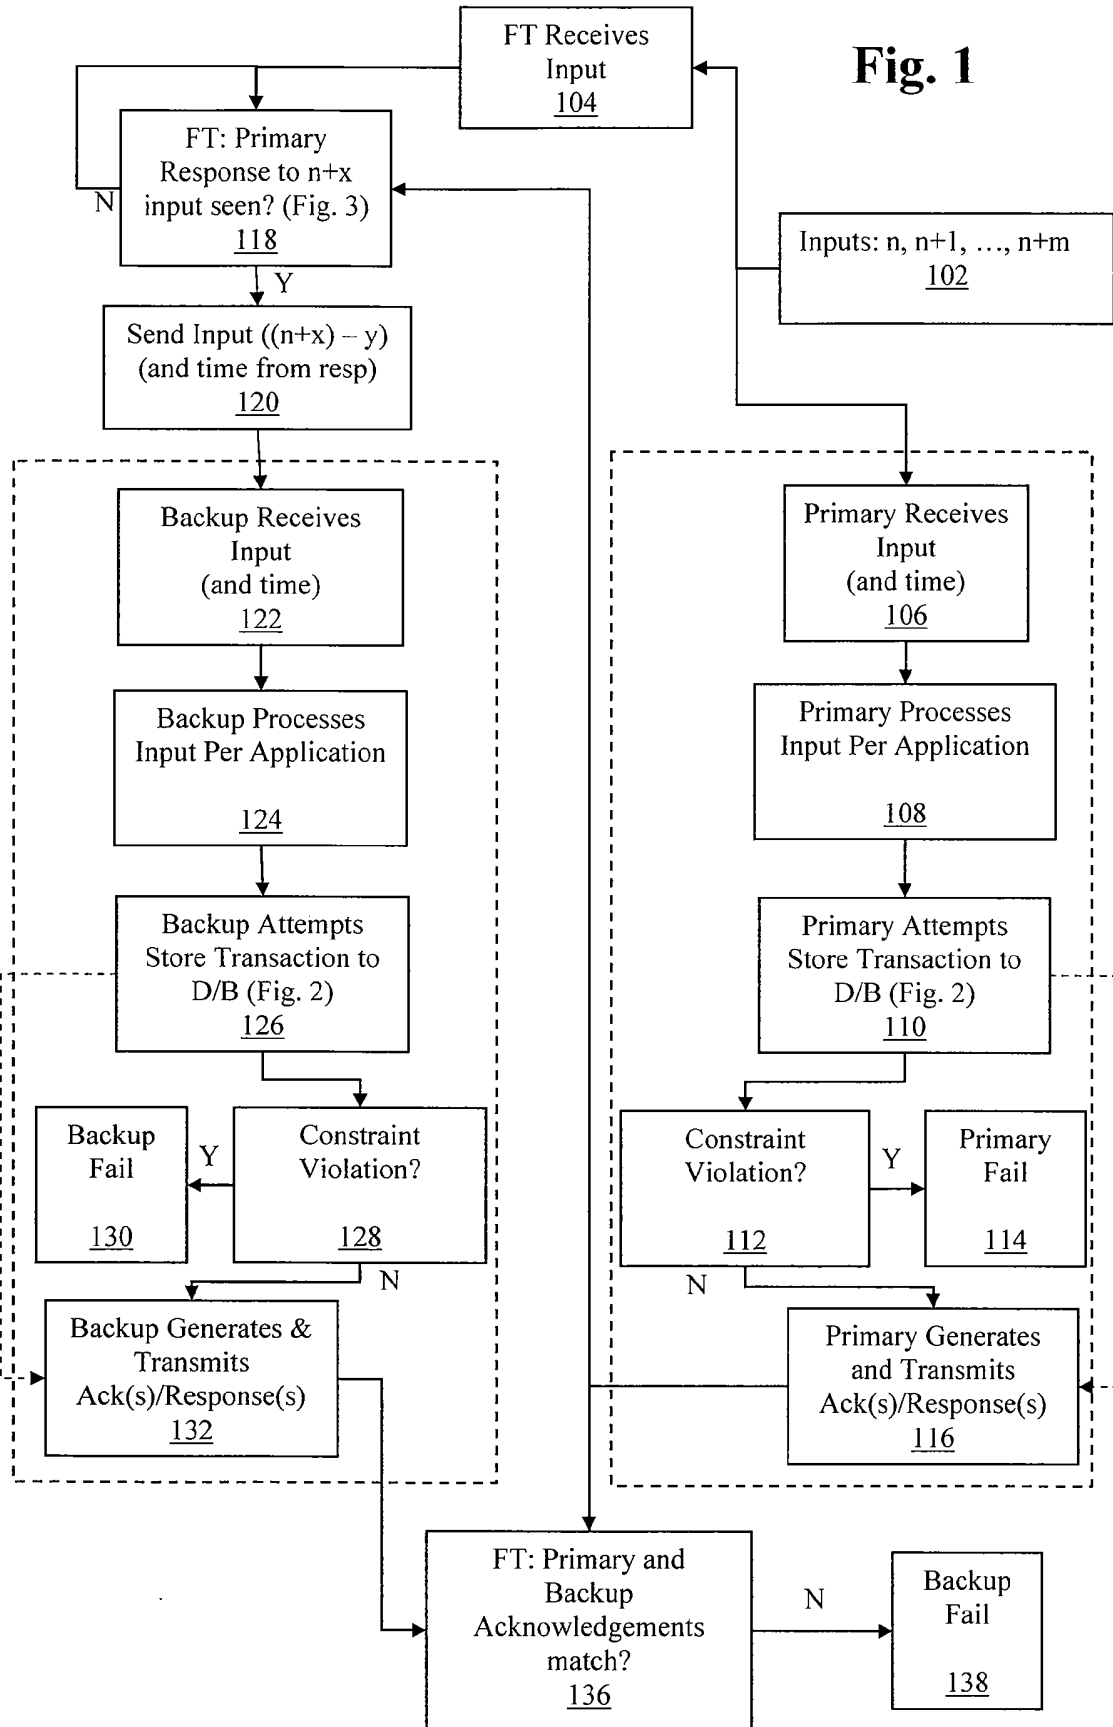 FT Receives
Input
104
Fig. 1
FT: Primary
Response to n+x
input seen? (Fig. 3)
118
N
Y
Inputs: n, n+1, …, n+m
102
Send Input ((n+x) – y)
(and time from resp)
120
Backup Receives
Input
(and time)
122
Primary Receives
Input
(and time)
106
Backup Processes
Input Per Application
124
Primary Processes
Input Per Application
108
Backup Attempts
Store Transaction to
D/B (Fig. 2)
126
Primary Attempts
Store Transaction to
D/B (Fig. 2)
110
Backup
Fail
130
Y
Constraint
Violation?
128
N
Constraint
Violation?
112
Y
N
Primary
Fail
114
Backup Generates &
Transmits
Ack(s)/Response(s)
132
Primary Generates
and Transmits
Ack(s)/Response(s)
116
FT: Primary and
Backup
Acknowledgements
match?
136
N
Backup
Fail
138